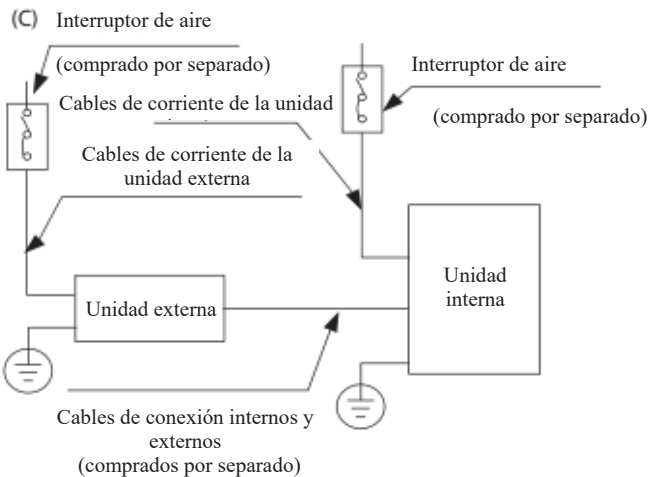 (C)
Interruptor de aire
(comprado por separado)
Cables de corriente de la unidad
Interruptor de aire
(comprado por separado)
Cables de corriente de la
unidad externa
Unidad externa
Unidad
interna
Cables de conexión internos y
externos
(comprados por separado)